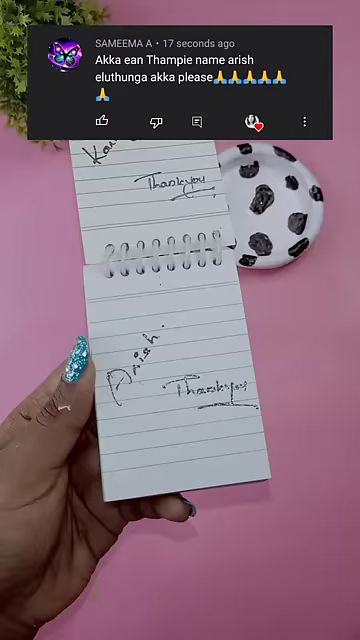 SAMEEMA A • 17 seconds ago
Akka ean Thampie name arish
eluthunga akka please🙏🙏🙏🙏🙏
🙏
Thankyou
Arish.
Thankyou